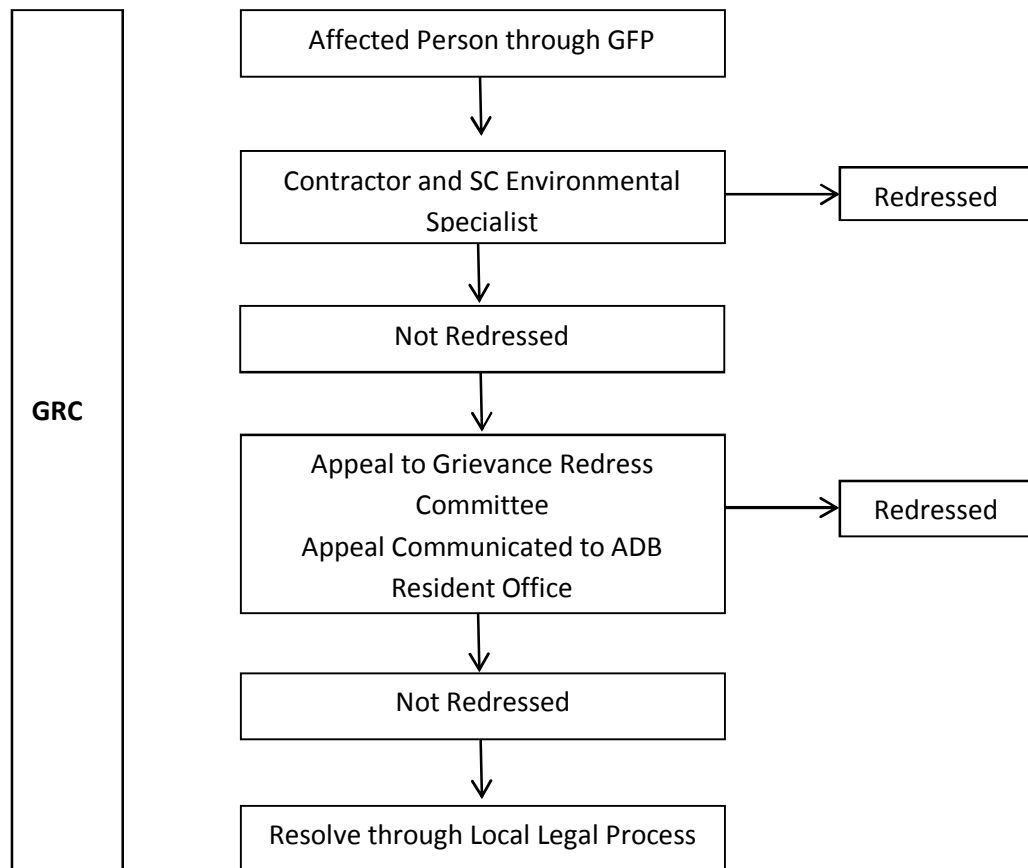 Affected Person through GFP
Contractor and SC Environmental
Specialist
Redressed
Not Redressed
GRC
Appeal to Grievance Redress
Committee
Appeal Communicated to ADB
Resident Office
Redressed
Not Redressed
Resolve through Local Legal Process